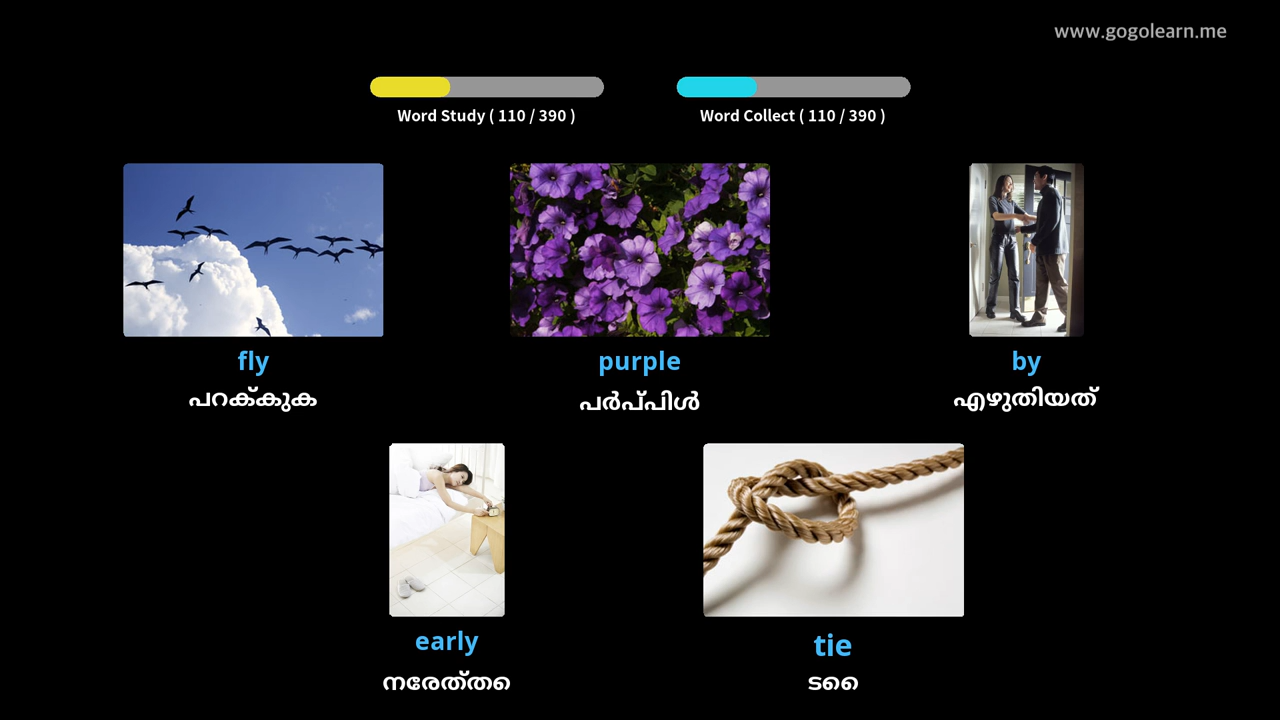 www.gogolearn.me
Word Study ( 110 / 390 )
Word Collect ( 110 / 390 )
fly
purple
by
പറക്കുക
പർപ്പിൾ
എഴുതിയത്
early
tie
നേരത്തെ
ടൈ